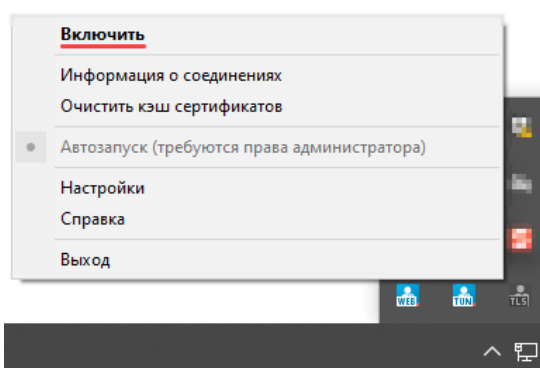 Включить
Информация о соединениях
Очистить кэш сертификатов
Автозапуск (требуются права администратора)
Настройки
Справка
Выход
WEB TUN TLS